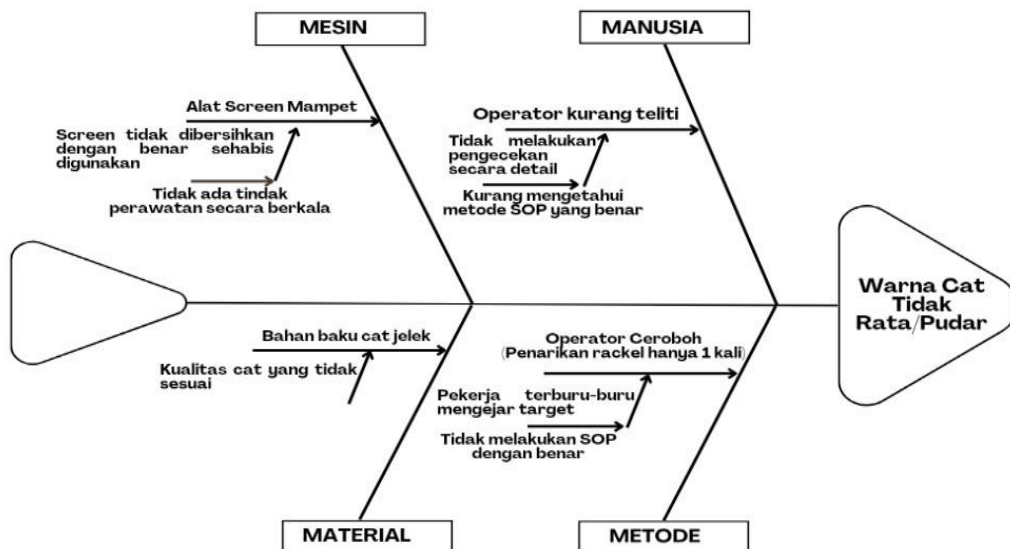 MESIN
MANUSIA
Alat Screen Mampet
Screen tidak dibersihkan
dengan benar sehabis
digunakan
Tidak ada tindak
perawatan secara berkala
Operator kurang teliti
Tidak melakukan
pengecekan
secara detail
Kurang mengetahui
metode SOP yang benar
Warna Cat
Tidak
Rata/Pudar
Bahan baku cat jelek
Kualitas cat yang tidak
sesuai
Operator Ceroboh
(Penarikan rackel hanya 1 kali)
Pekerja terburu-buru
mengejar target
Tidak melakukan SOP
dengan benar
MATERIAL
METODE